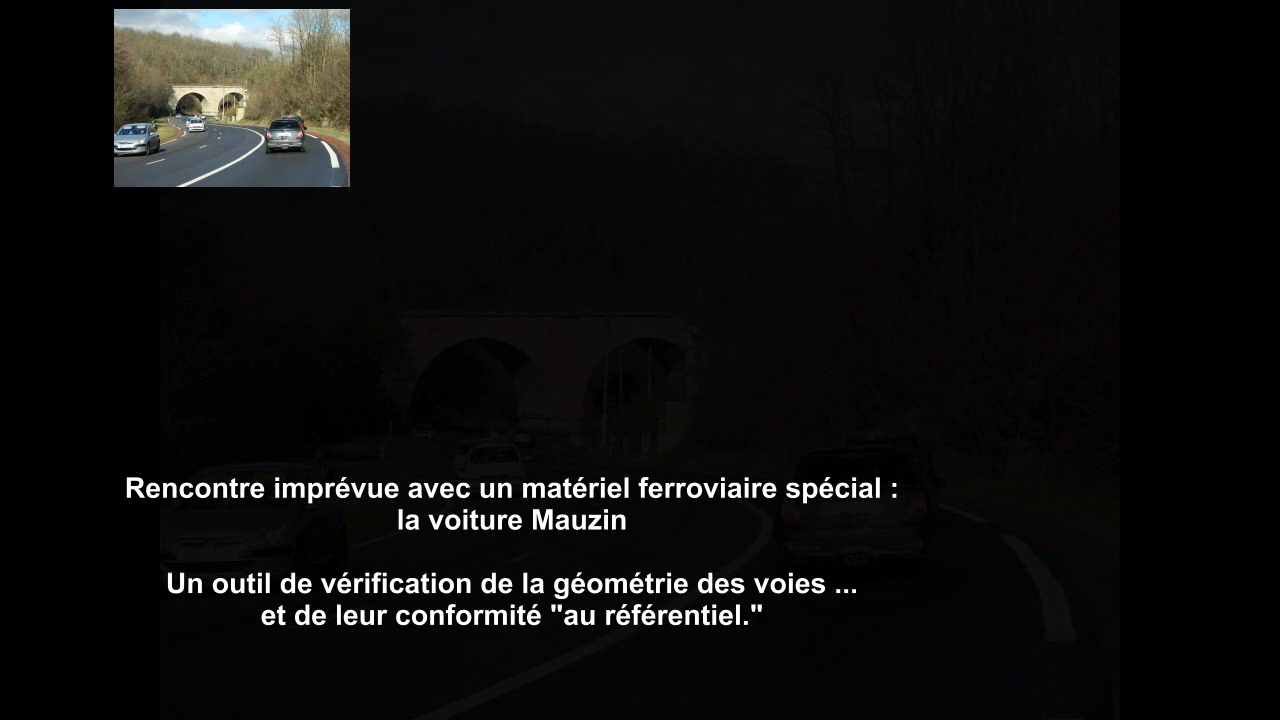 Rencontre imprévue avec un matériel ferroviaire spécial :
la voiture Mauzin
Un outil de vérification de la géométrie des voies ...
et de leur conformité "au référentiel."